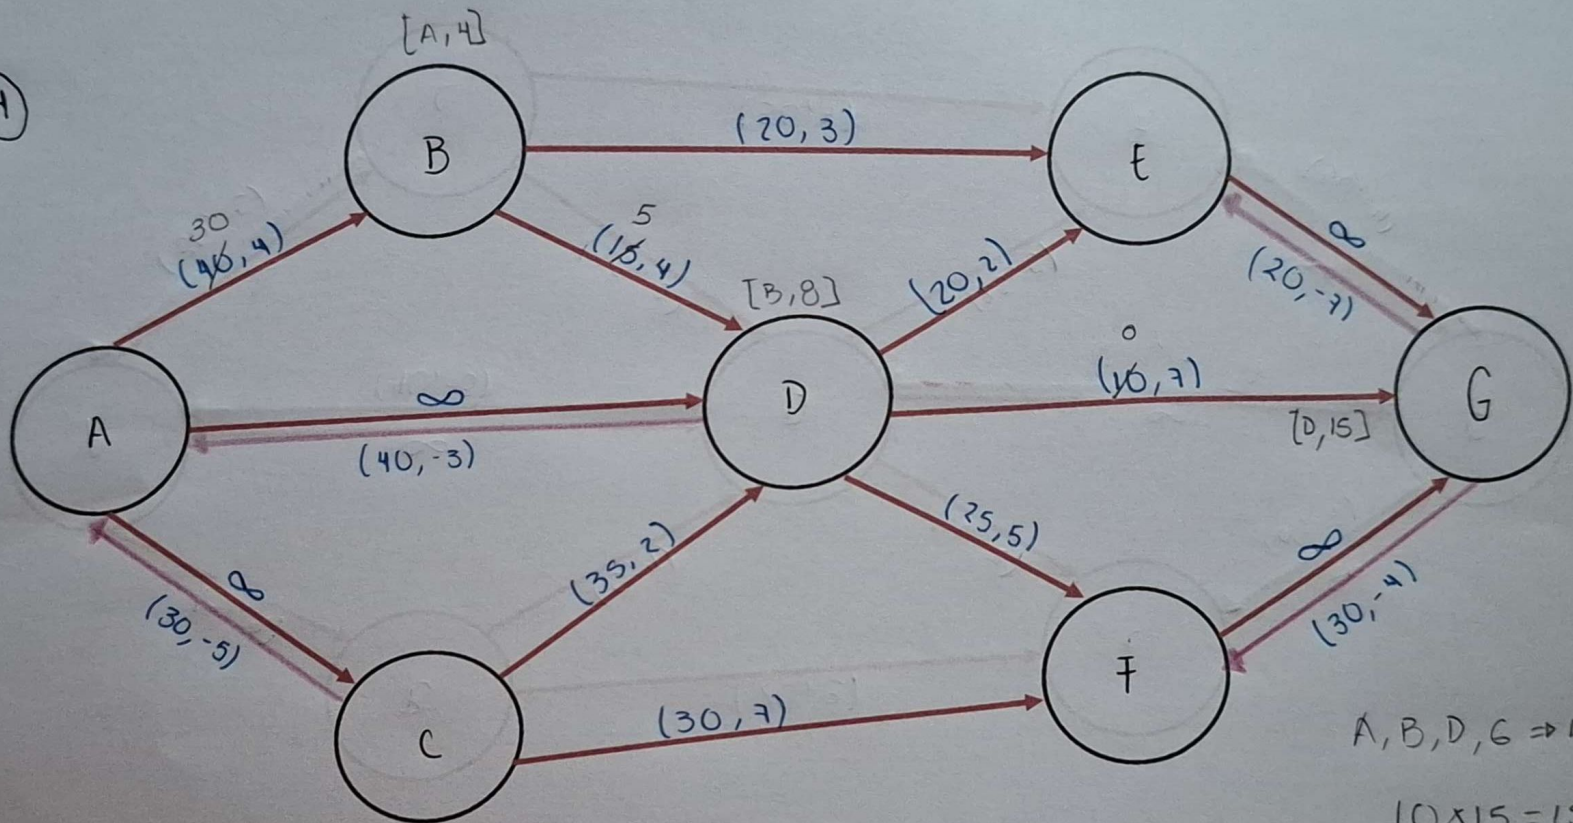 [A,4]
B
(20,3)
E
30
(40,4)
5
(15,4)
∞
(20,-7)
[B,8]
(20,2)
0
(10,7)
[D,15]
A
∞
(40,-3)
D
G
∞
(30,-5)
(35,2)
(25,5)
∞
(30,-4)
C
(30,7)
F
A,B,D,G ⇒
10x15=